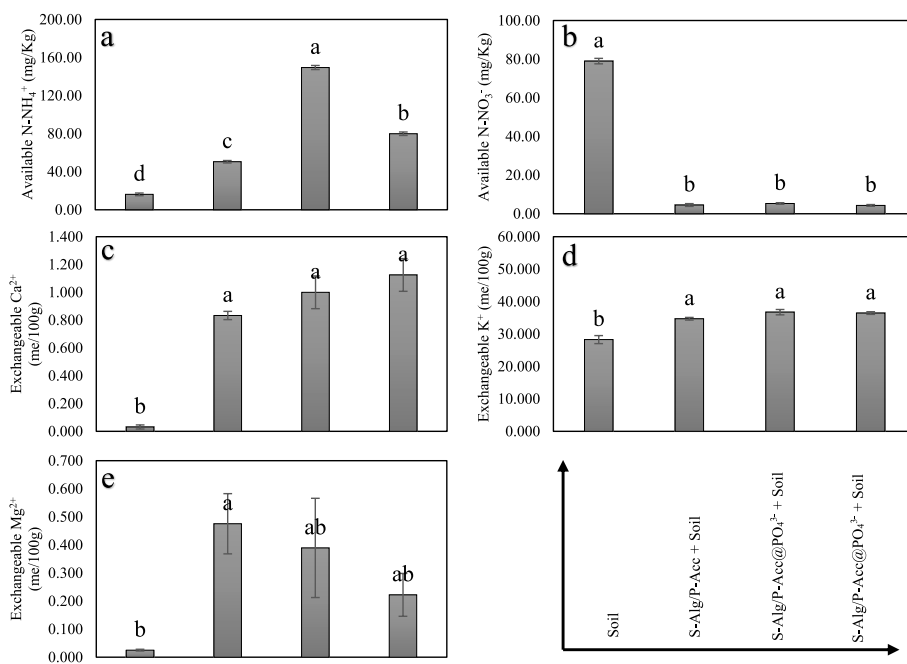 a
Available N-NH₄⁺ (mg/Kg)
200.00
160.00
120.00
80.00
40.00
0.00
d
c
a
b
b
Available N-NO₃⁻ (mg/Kg)
100.00
80.00
60.00
40.00
20.00
0.00
a
b
b
b
c
Exchangeable Ca²⁺
(me/100g)
1.400
1.200
1.000
0.800
0.600
0.400
0.200
0.000
b
a
a
a
d
Exchangeable K⁺ (me/100g)
60.000
50.000
40.000
30.000
20.000
10.000
0.000
b
a
a
a
e
Exchangeable Mg²⁺
(me/100g)
0.700
0.600
0.500
0.400
0.300
0.200
0.100
0.000
b
a
ab
ab
Soil
S-Alg/P-Acc + Soil
S-Alg/P-Acc@PO₄³⁻ + Soil
S-Alg/P-Acc@PO₄³⁻ + Soil